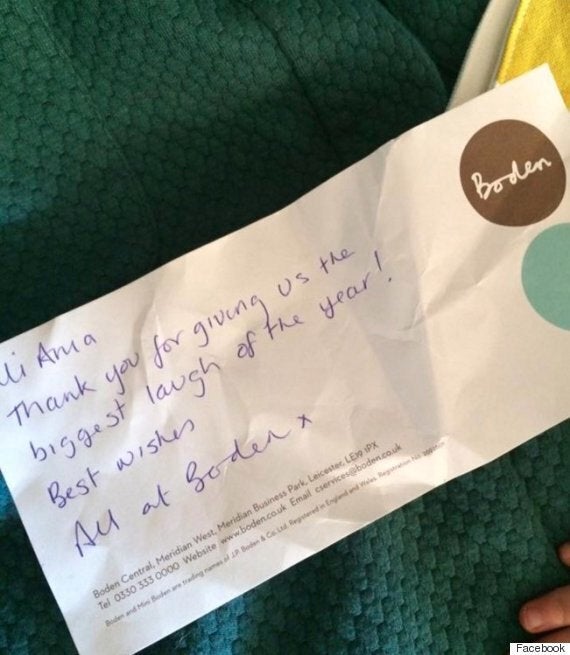 Boden
Hi Ama
Thank you for giving us the
biggest laugh of the year!
Best wishes
All at Boden x
Boden Central, Meridian West, Meridian Business Park, Leicester, LE19 1PX
Tel 0330 333 0000 Website www.boden.co.uk Email cservices@boden.co.uk
Boden and Mini Boden are trading names of J.P. Boden & Co. Ltd. Registered in England and Wales. Registration No.
Facebook